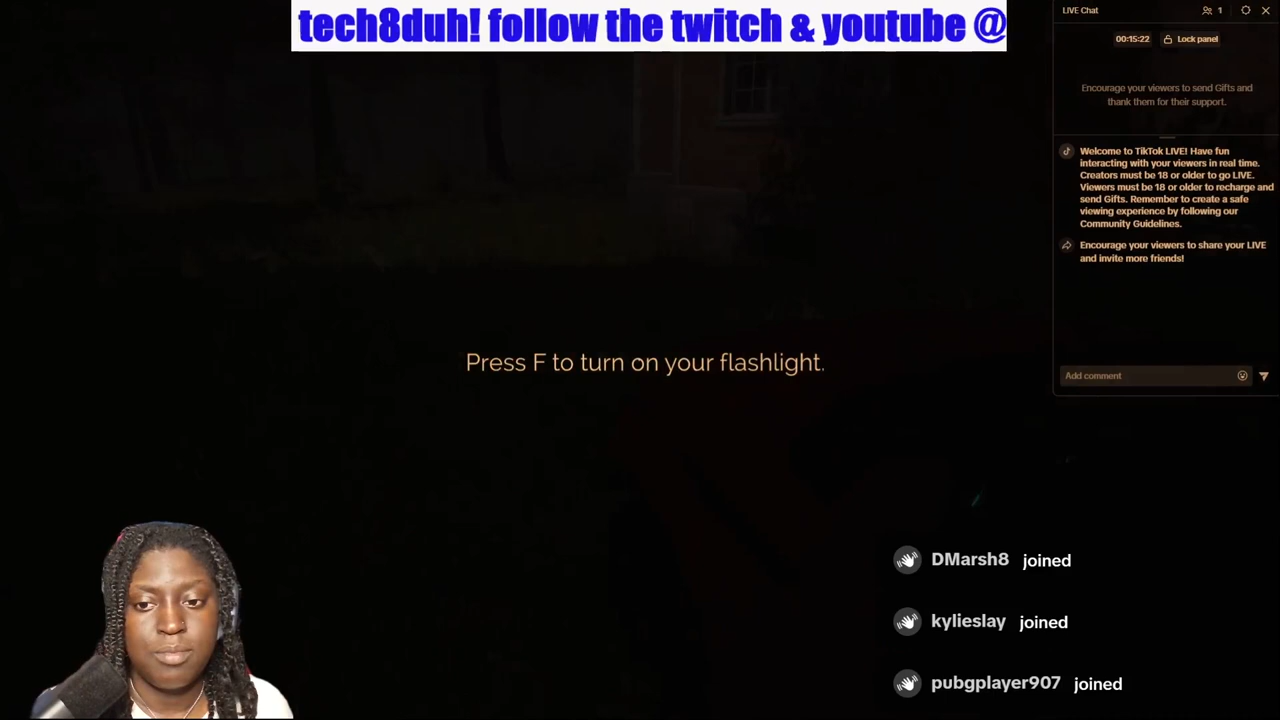 tech8duh! follow the twitch & youtube @
LIVE Chat
1
00:15:22
Lock panel
Encourage your viewers to send Gifts and
thank them for their support.
Welcome to TikTok LIVE! Have fun
interacting with your viewers in real time.
Creators must be 18 or older to go LIVE.
Viewers must be 18 or older to recharge and
send Gifts. Remember to create a safe
viewing experience by following our
Community Guidelines.
Encourage your viewers to share your LIVE
and invite more friends!
Add comment
Press F to turn on your flashlight.
DMarsh8 joined
kylieslay joined
pubgplayer907 joined